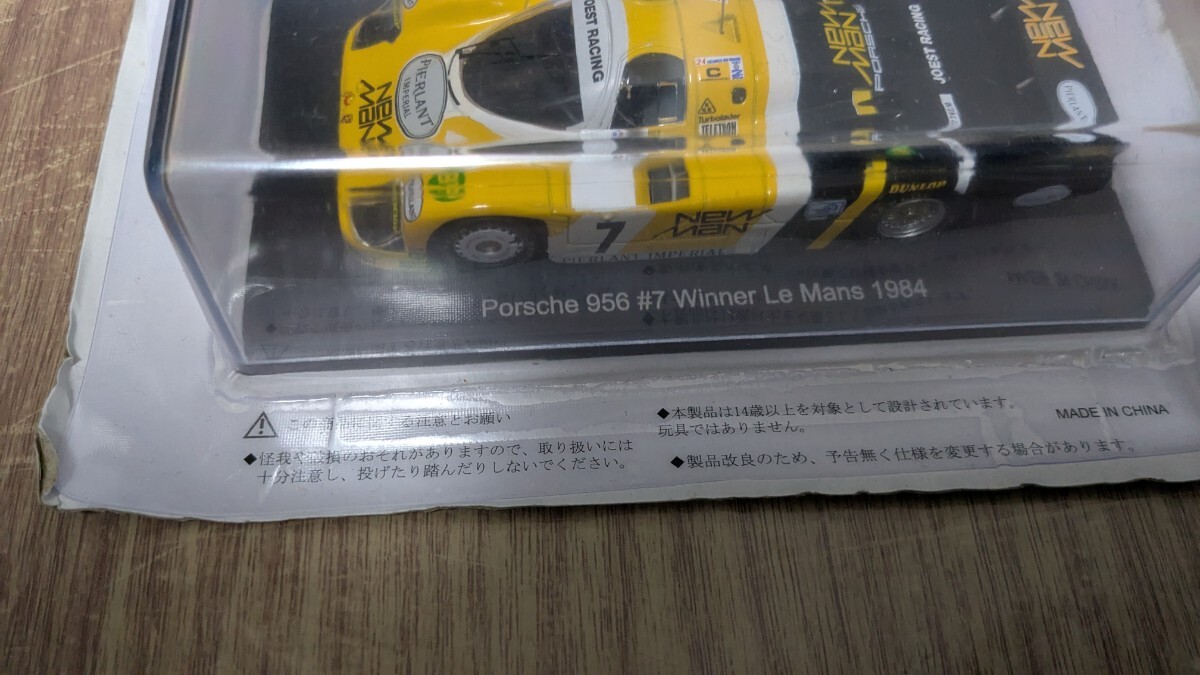 JOEST RACING
PIERLANT
IMPERIAL
NEW
MAN
C
Turbolader
TELETRON
NEW
MAN
PORSCHE
JOEST RACING
NEW
MAN
PIERLANT
DUNLOP
7
NEW
MAN
PIERLANT IMPERIAL
Porsche 956 #7 Winner Le Mans 1984
注意とお願い
◆怪我や破損のおそれがありますので、取り扱いには
十分注意し、投げたり踏んだりしないでください。
◆本製品は14歳以上を対象として設計されています。
玩具ではありません。
◆製品改良のため、予告無く仕様を変更する場合があります。
MADE IN CHINA